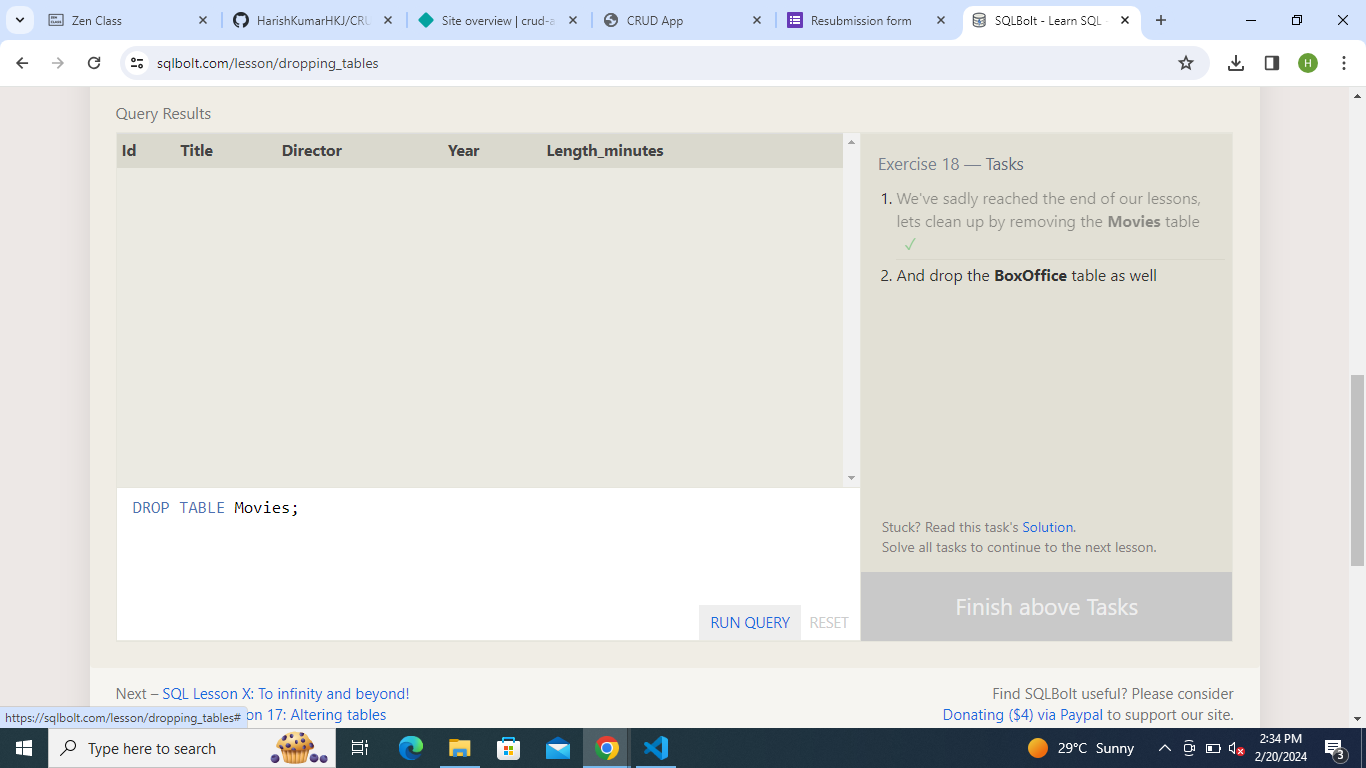 Zen Class
HarishKumarHKJ/CRU
Site overview | crud-a
CRUD App
Resubmission form
SQLBolt - Learn SQL -
sqlbolt.com/lesson/dropping_tables
H
Query Results
Id Title Director Year Length_minutes
Exercise 18 — Tasks
1. We've sadly reached the end of our lessons,
lets clean up by removing the Movies table
✓
2. And drop the BoxOffice table as well
DROP TABLE Movies;
Stuck? Read this task's Solution.
Solve all tasks to continue to the next lesson.
Finish above Tasks
RUN QUERY RESET
Next – SQL Lesson X: To infinity and beyond!
on 17: Altering tables
Find SQLBolt useful? Please consider
Donating ($4) via Paypal to support our site.
https://sqlbolt.com/lesson/dropping_tables#
Type here to search
29°C Sunny
2:34 PM
2/20/2024
3